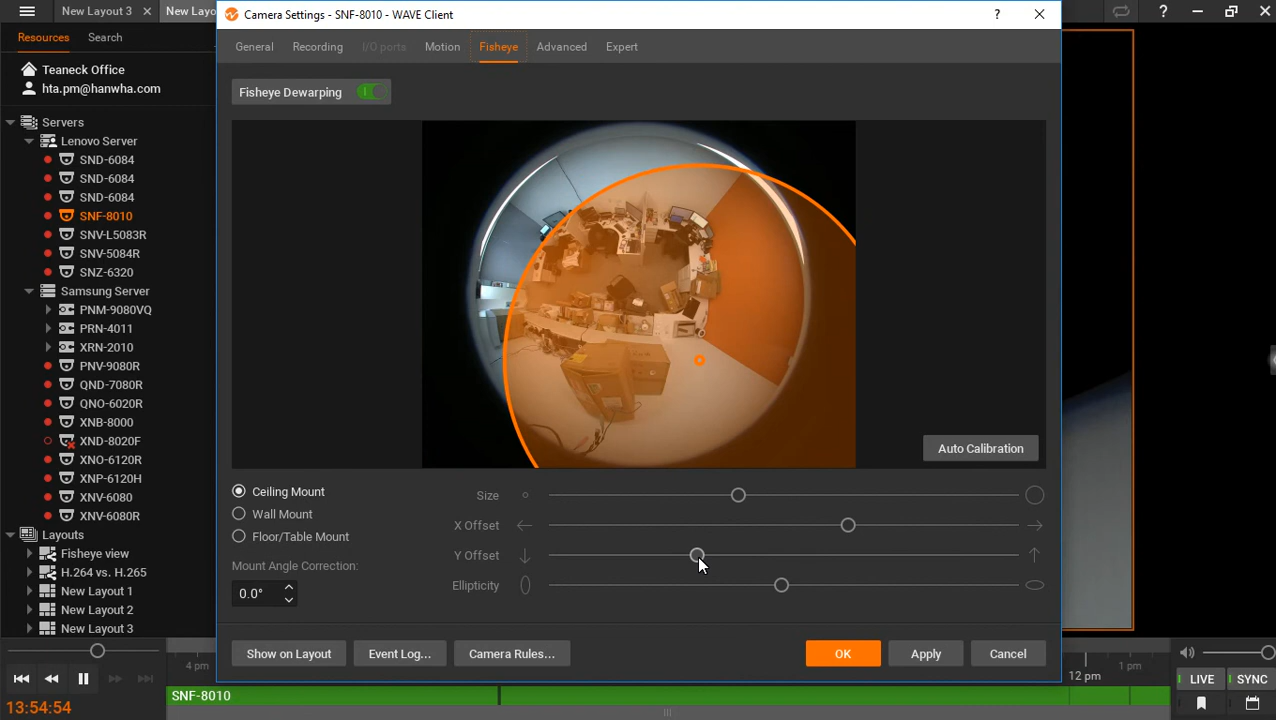 New Layout 3
New Layo
Camera Settings - SNF-8010 - WAVE Client
?
?
Resources
Search
General
Recording
I/O ports
Motion
Fisheye
Advanced
Expert
Teaneck Office
hta.pm@hanwha.com
Fisheye Dewarping
Servers
Lenovo Server
SND-6084
SND-6084
SND-6084
SNF-8010
SNV-L5083R
SNV-5084R
SNZ-6320
Samsung Server
PNM-9080VQ
PRN-4011
XRN-2010
PNV-9080R
QND-7080R
QNO-6020R
XNB-8000
XND-8020F
XNO-6120R
XNP-6120H
XNV-6080
XNV-6080R
Layouts
Fisheye view
H.264 vs. H.265
New Layout 1
New Layout 2
New Layout 3
Auto Calibration
Ceiling Mount
Wall Mount
Floor/Table Mount
Mount Angle Correction:
0.0°
Size
X Offset
Y Offset
Ellipticity
Show on Layout
Event Log...
Camera Rules...
OK
Apply
Cancel
4 pm
12 pm
1 pm
LIVE
SYNC
SNF-8010
13:54:54